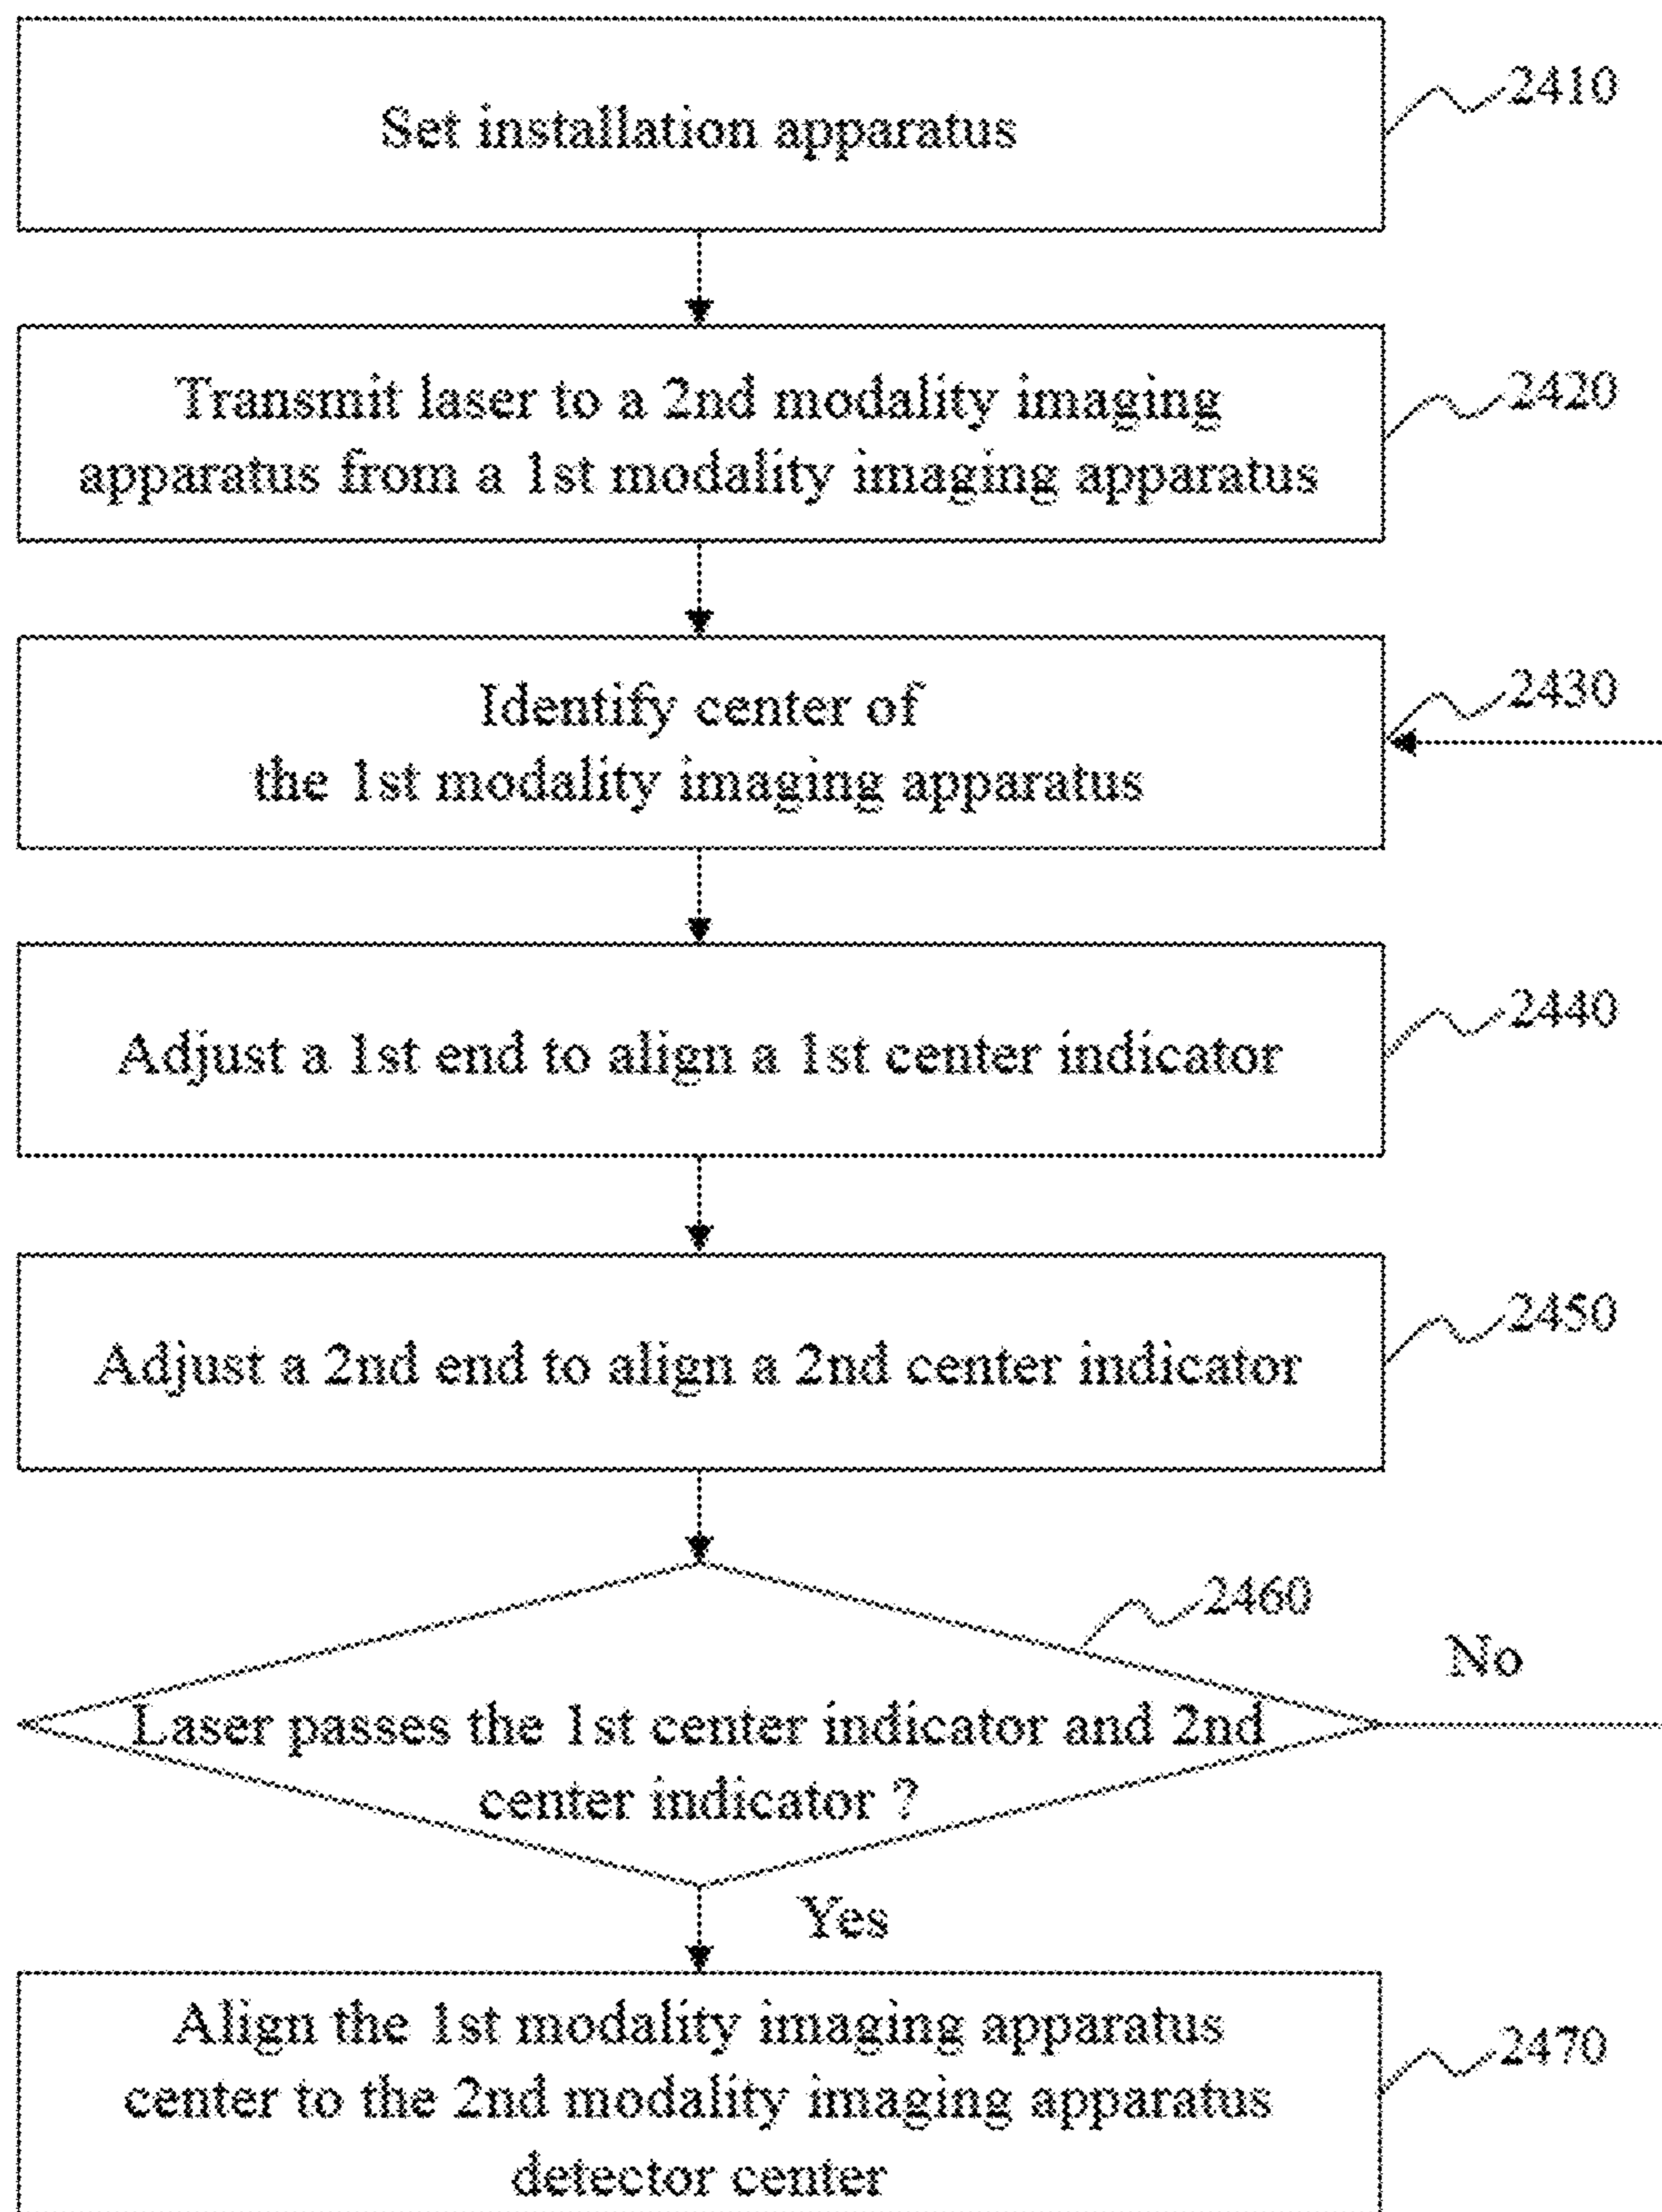 Set installation apparatus
2410
Transmit laser to a 2nd modality imaging
apparatus from a 1st modality imaging apparatus
2420
Identify center of
the 1st modality imaging apparatus
2430
Adjust a 1st end to align a 1st center indicator
2440
Adjust a 2nd end to align a 2nd center indicator
2450
2460
Laser passes the 1st center indicator and 2nd
center indicator ?
No
Yes
Align the 1st modality imaging apparatus
center to the 2nd modality imaging apparatus
detector center
2470